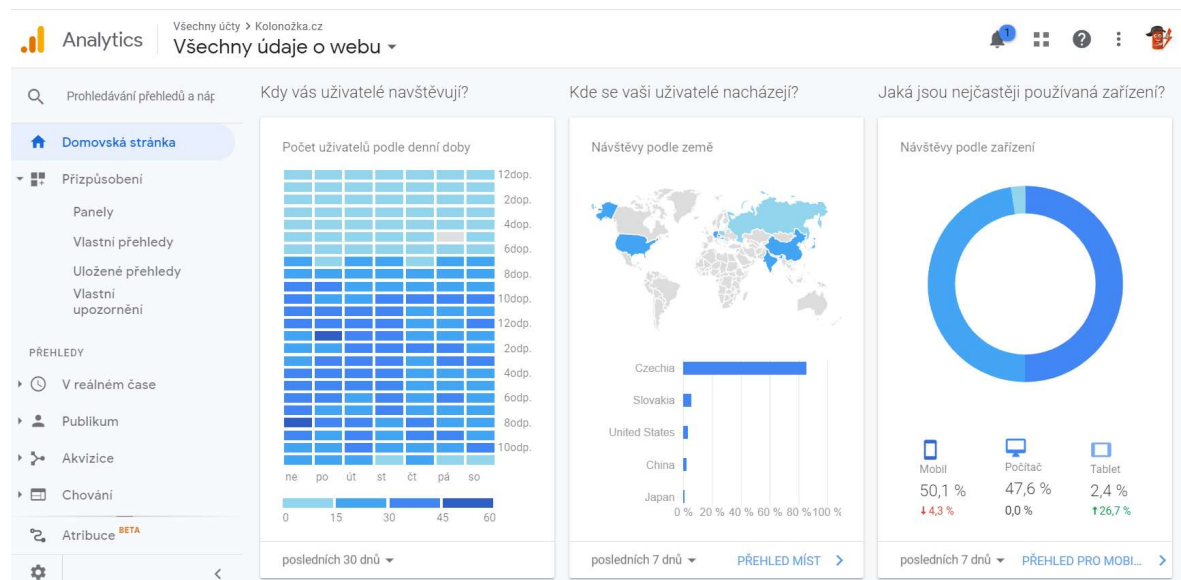 Analytics
Všechny účty > Kolonožka.cz
Všechny údaje o webu
1
Prohledávání přehledů a náp
Domovská stránka
Přizpůsobení
Panely
Vlastní přehledy
Uložené přehledy
Vlastní
upozornění
PŘEHLEDY
V reálném čase
Publikum
Akvizice
Chování
Atribuce BETA
Kdy vás uživatelé navštěvují?
Počet uživatelů podle denní doby
12dop.
2dop.
4dop.
6dop.
8dop.
10dop.
12odp.
2odp.
4odp.
6odp.
8odp.
10odp.
ne po út st čt pá so
0 15 30 45 60
posledních 30 dnů
Kde se vaši uživatelé nacházejí?
Návštěvy podle země
Czechia
Slovakia
United States
China
Japan
0 % 20 % 40 % 60 % 80 % 100 %
posledních 7 dnů PŘEHLED MÍST >
Jaká jsou nejčastěji používaná zařízení?
Návštěvy podle zařízení
Mobil Počítač Tablet
50,1 % 47,6 % 2,4 %
↓4,3 % 0,0 % ↑26,7 %
posledních 7 dnů PŘEHLED PRO MOBI... >